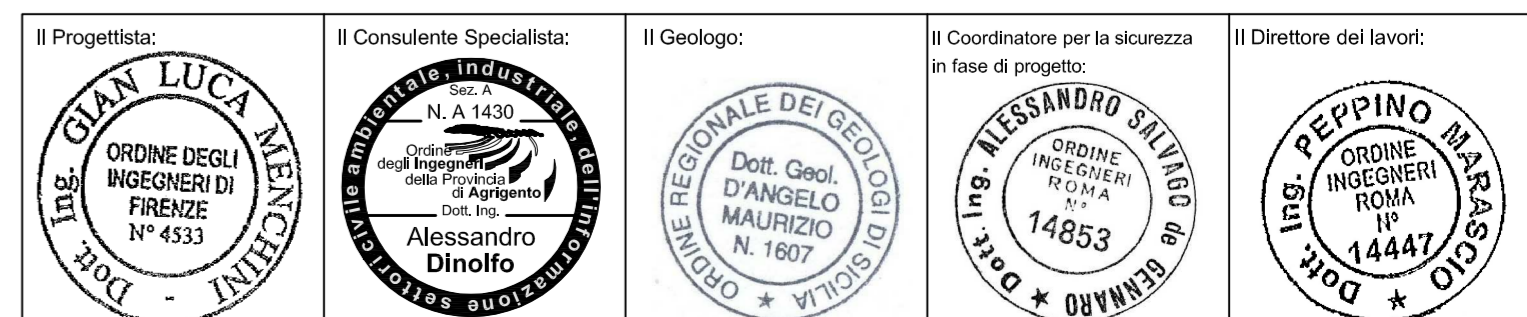 Il Progettista:
Dott. Ing. GIAN LUCA MENCHINI -
ORDINE DEGLI
INGEGNERI DI
FIRENZE
N° 4533
Il Consulente Specialista:
settori civile ambientale, industriale, dell'informazione
Sez. A
N. A 1430
Ordine
degli Ingegneri
della Provincia
di Agrigento
Dott. Ing.
Alessandro
Dinolfo
Il Geologo:
ORDINE REGIONALE DEI GEOLOGI DI SICILIA ★
Dott. Geol.
D'ANGELO
MAURIZIO
N. 1607
Il Coordinatore per la sicurezza
in fase di progetto:
Dott. Ing. ALESSANDRO SALVAGO de GENNARO ★
ORDINE
INGEGNERI
ROMA
N°
14853
Il Direttore dei lavori:
Dott. Ing. PEPPINO MARASCIO ★
ORDINE
INGEGNERI
ROMA
N°
14447